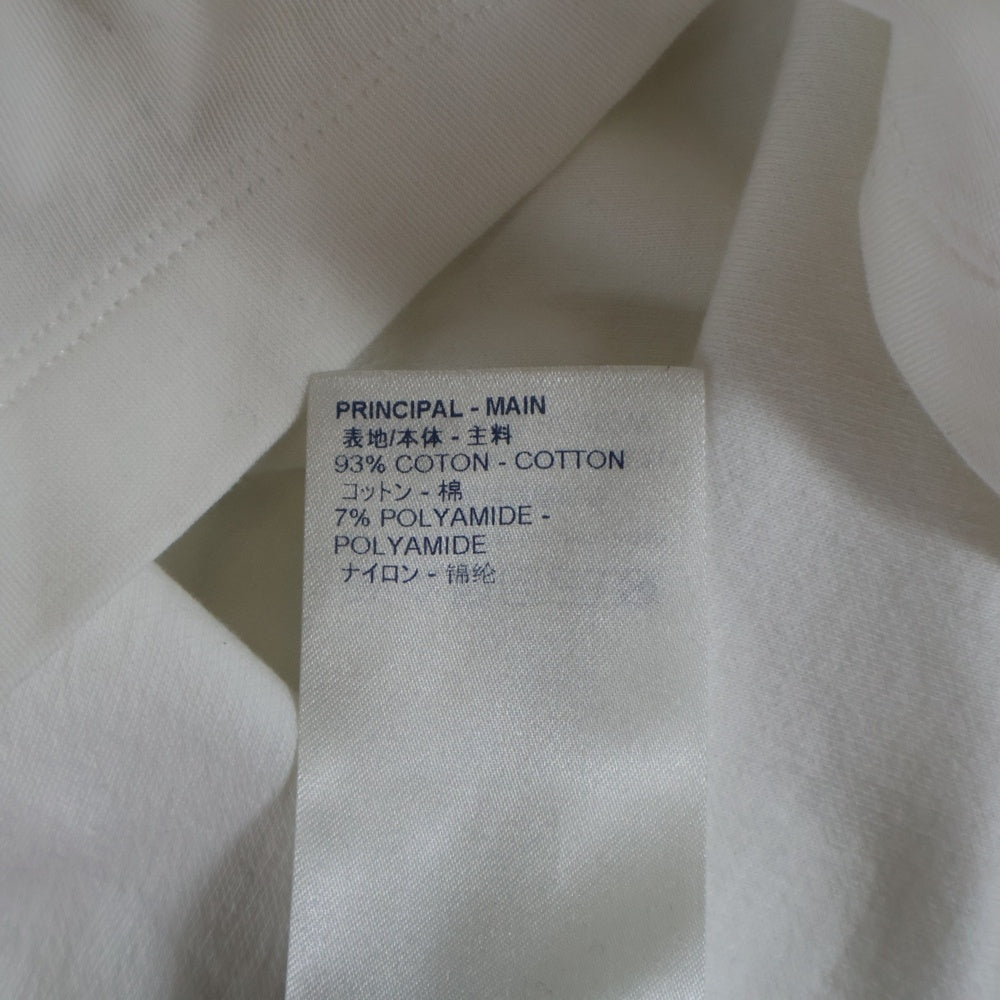 PRINCIPAL - MAIN
表地/本体 - 主料
93% COTON - COTTON
コットン - 棉
7% POLYAMIDE -
POLYAMIDE
ナイロン - 锦纶